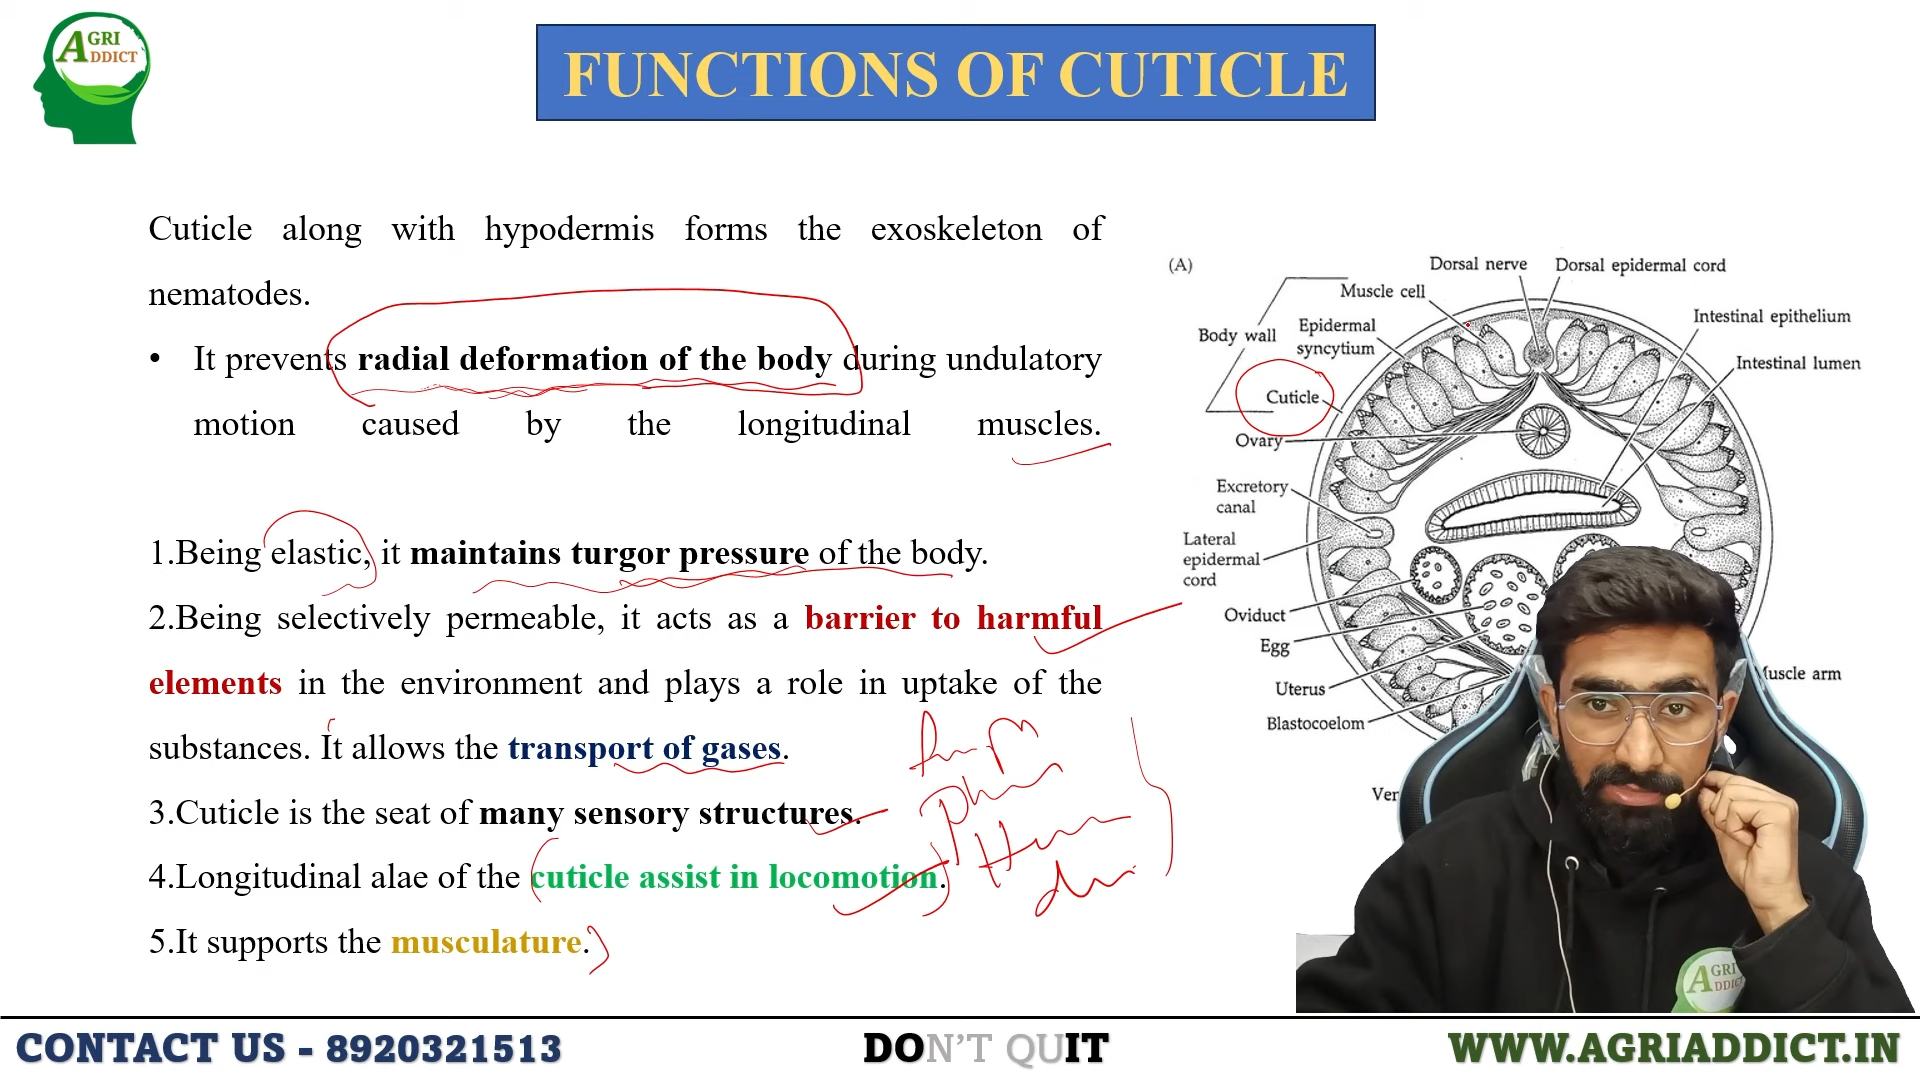 AGRI
ADDICT
FUNCTIONS OF CUTICLE
Cuticle along with hypodermis forms the exoskeleton of
nematodes.
• It prevents radial deformation of the body during undulatory
motion caused by the longitudinal muscles.
1.Being elastic, it maintains turgor pressure of the body.
2.Being selectively permeable, it acts as a barrier to harmful
elements in the environment and plays a role in uptake of the
substances. It allows the transport of gases.
3.Cuticle is the seat of many sensory structures.
4.Longitudinal alae of the cuticle assist in locomotion.
5.It supports the musculature.
(A)
Dorsal nerve
Dorsal epidermal cord
Muscle cell
Intestinal epithelium
Body wall
Epidermal
syncytium
Intestinal lumen
Cuticle
Ovary
Excretory
canal
Lateral
epidermal
cord
Oviduct
Egg
Uterus
Muscle arm
Blastocoelom
Ver
AGRI
ADDIC
CONTACT US - 8920321513
DON'T QUIT
WWW.AGRIADDICT.IN